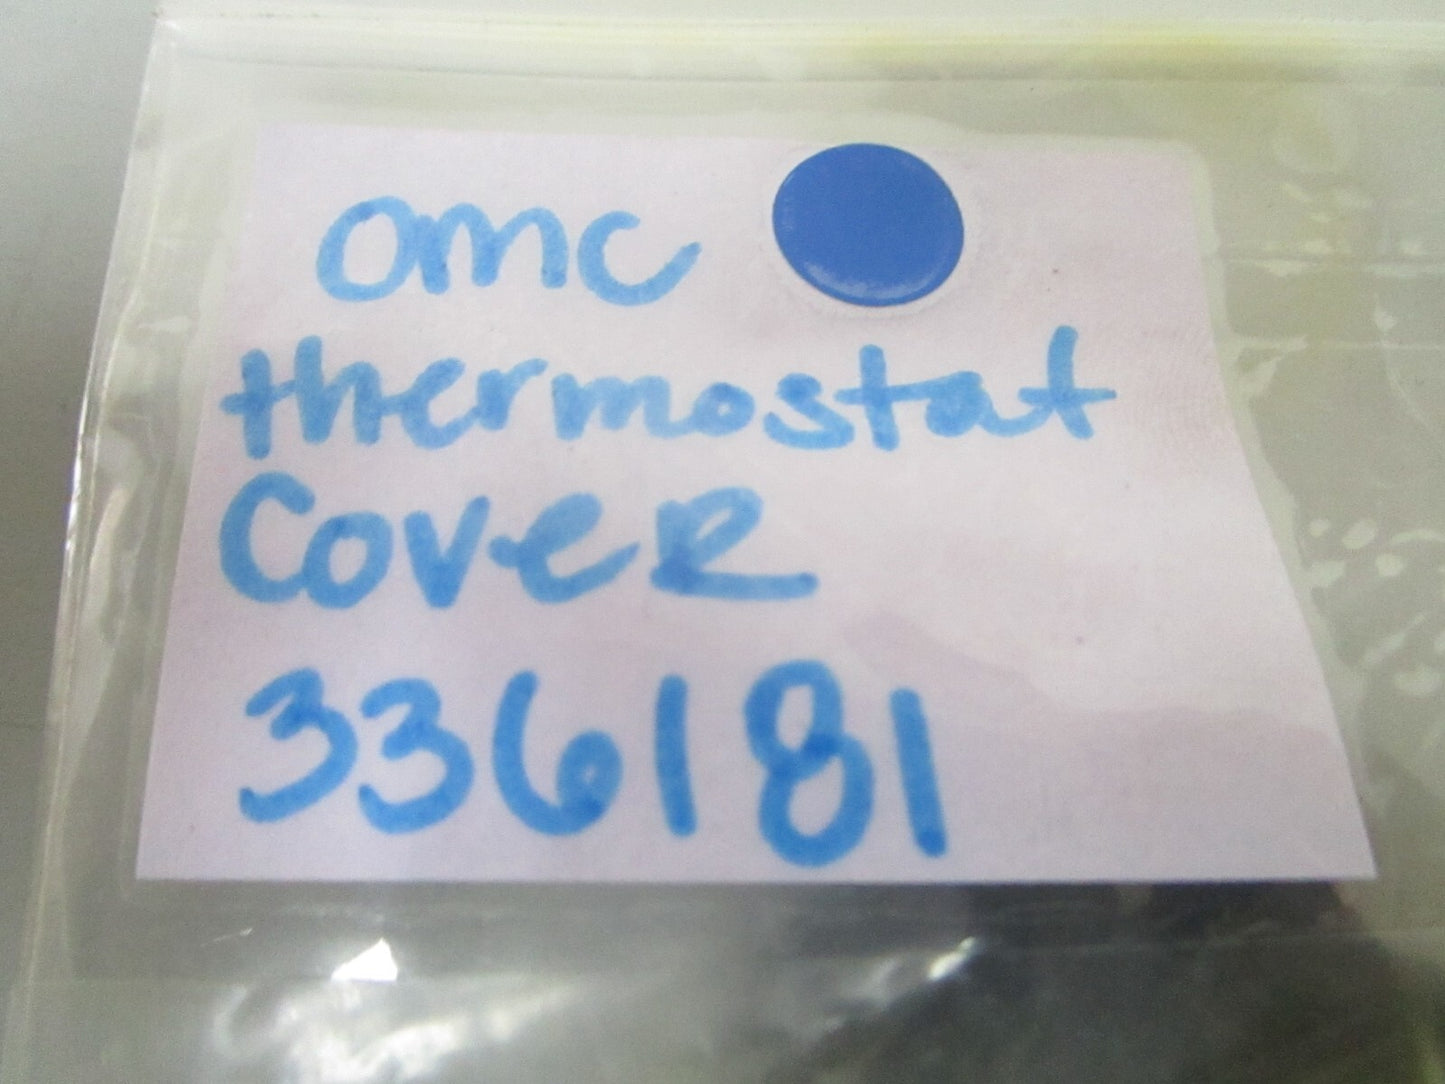 omc
thermostat
Cover
336181